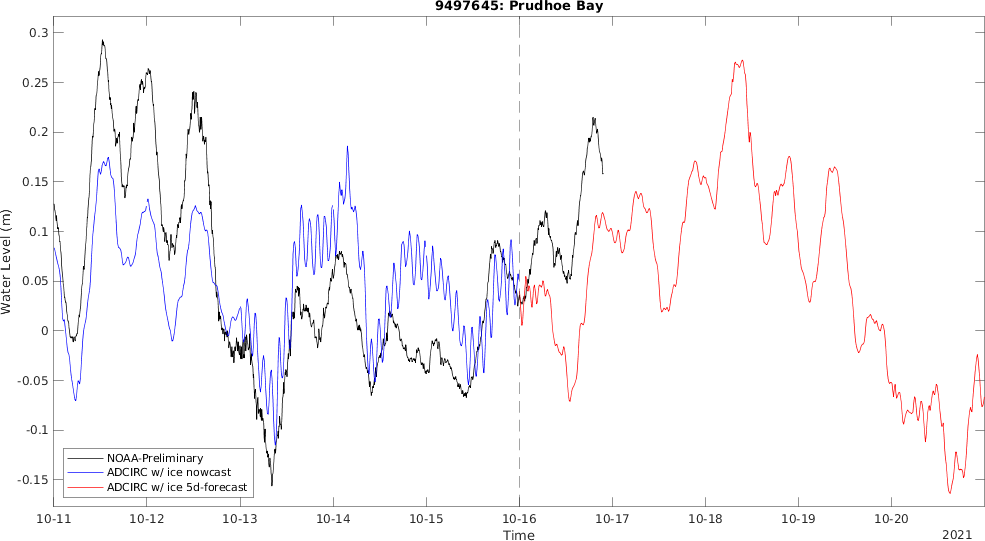 9497645: Prudhoe Bay
Water Level (m)
0.3
0.25
0.2
0.15
0.1
0.05
0
-0.05
-0.1
-0.15
NOAA-Preliminary
ADCIRC w/ ice nowcast
ADCIRC w/ ice 5d-forecast
10-11 10-12 10-13 10-14 10-15 10-16 10-17 10-18 10-19 10-20
Time
2021